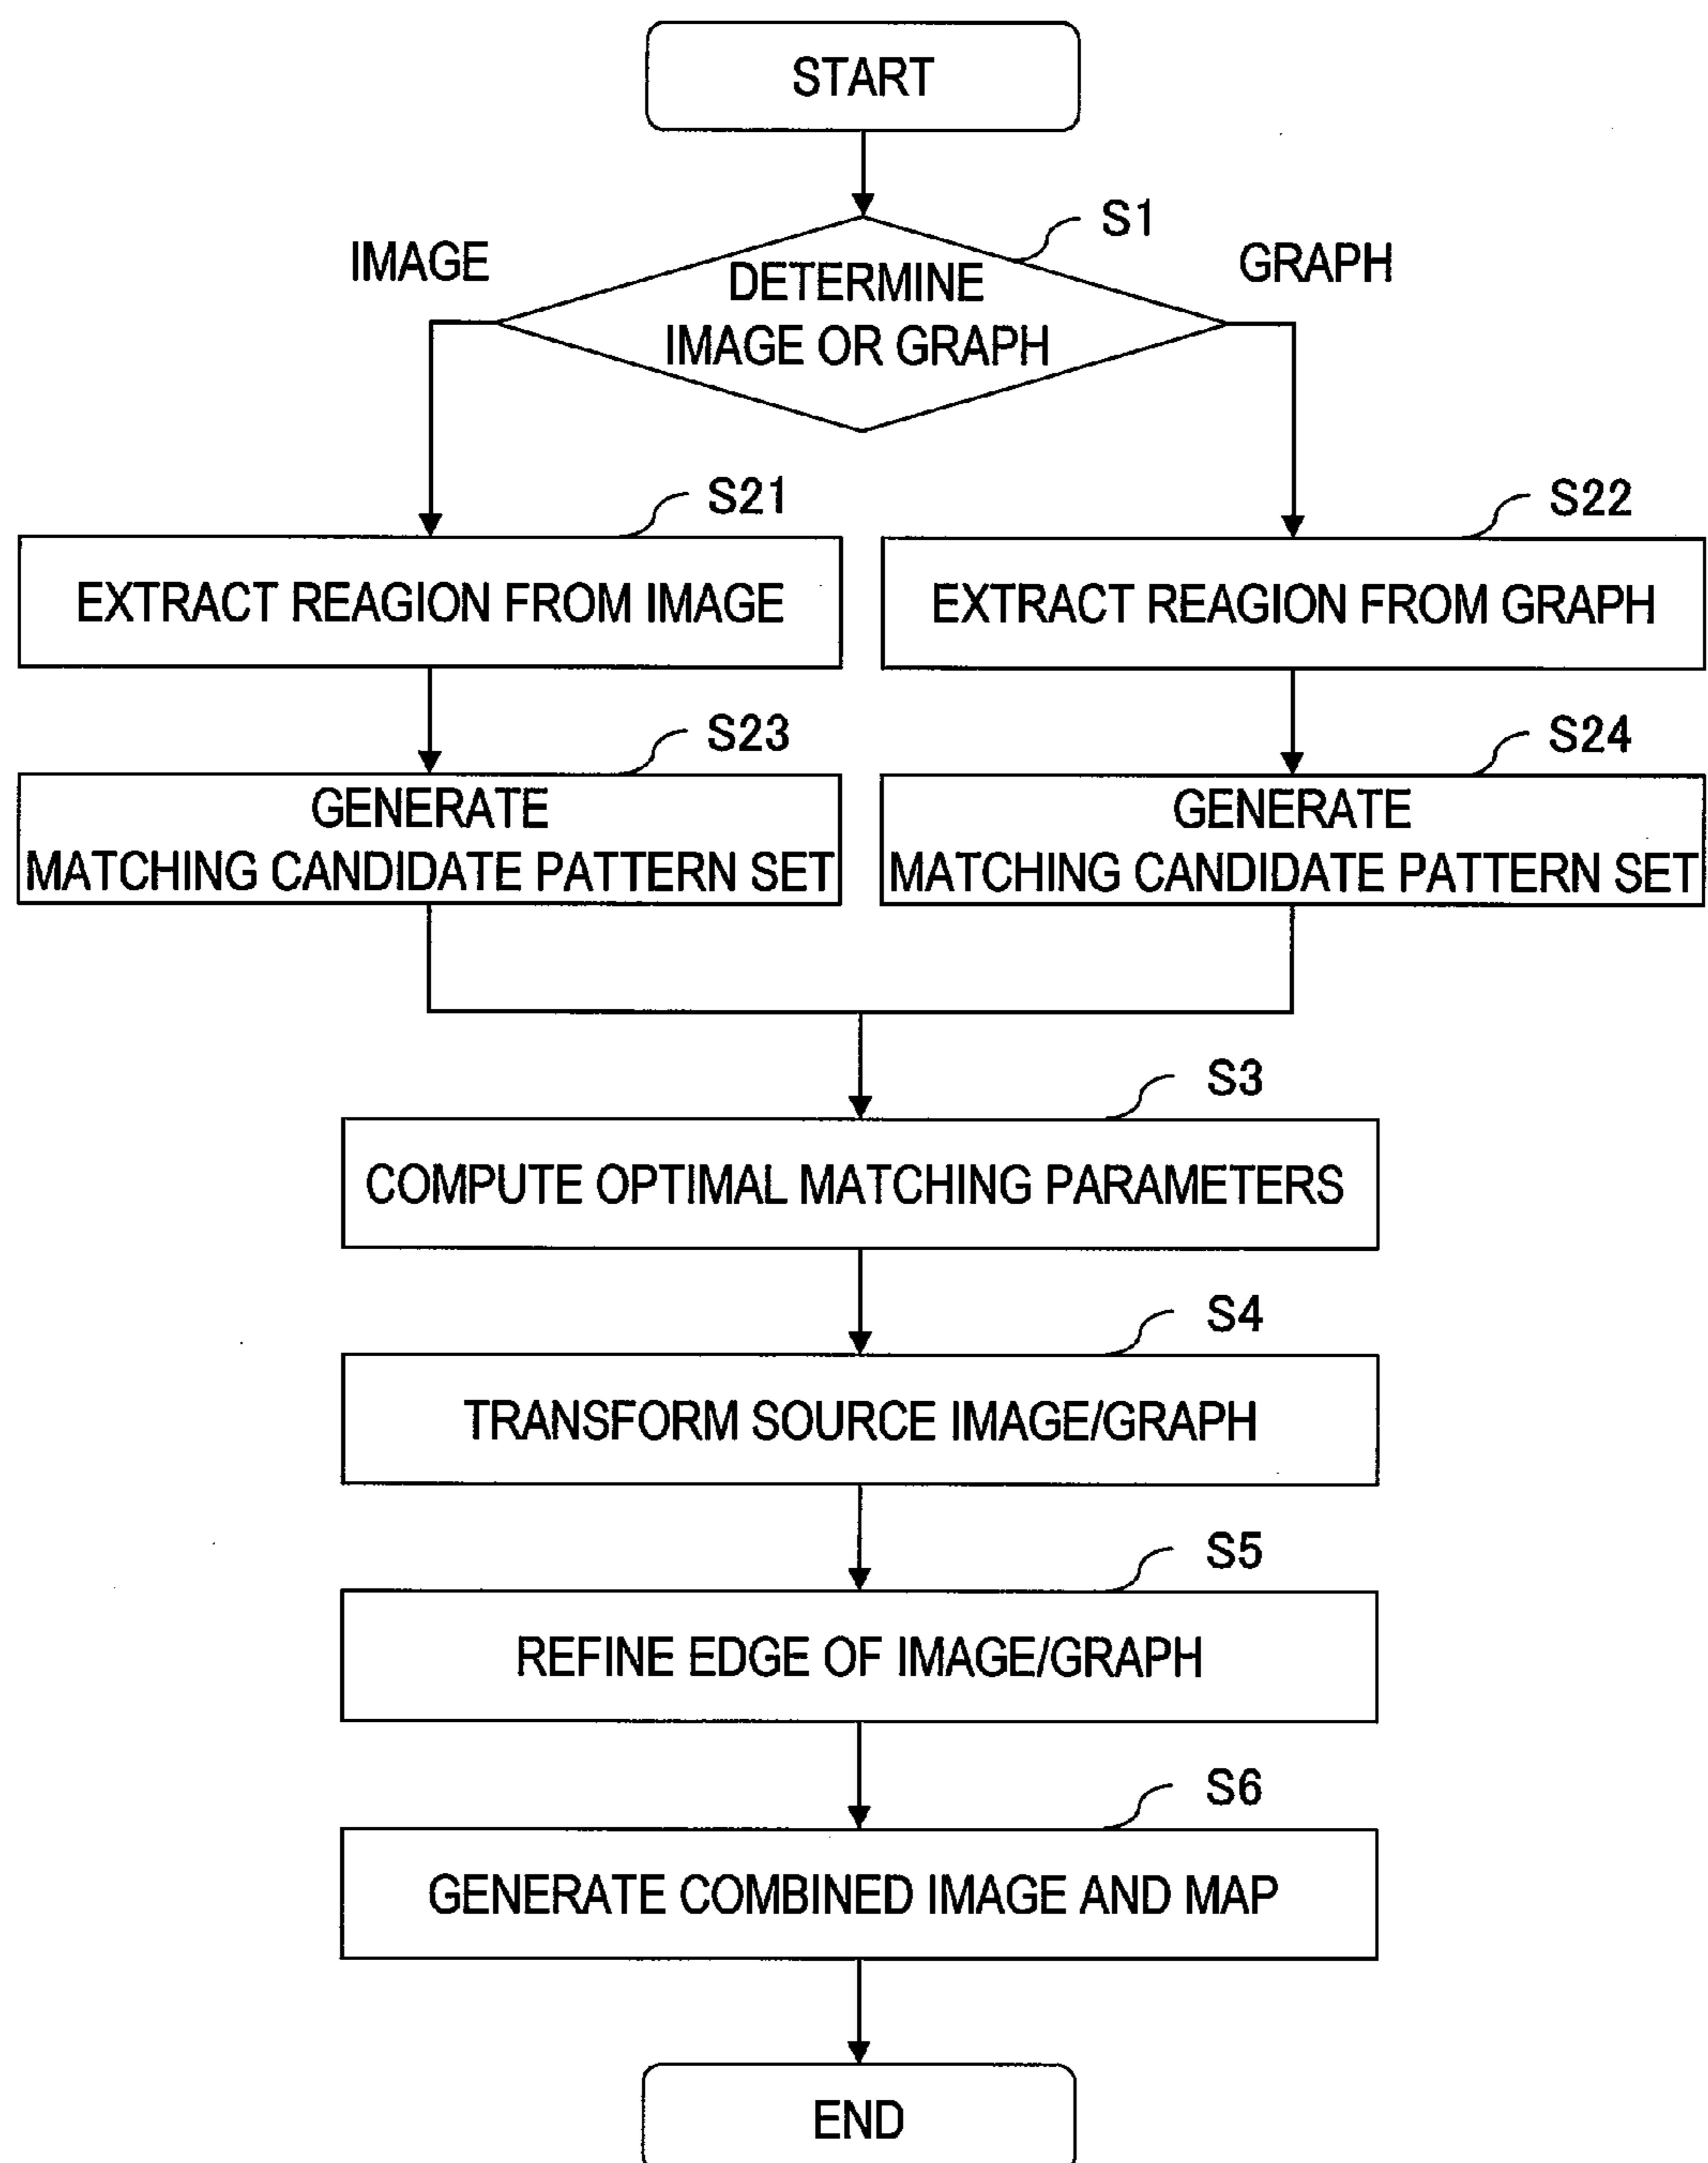 START
S1
IMAGE
GRAPH
DETERMINE
IMAGE OR GRAPH
S21
S22
EXTRACT REAGION FROM IMAGE
EXTRACT REAGION FROM GRAPH
S23
S24
GENERATE
MATCHING CANDIDATE PATTERN SET
GENERATE
MATCHING CANDIDATE PATTERN SET
S3
COMPUTE OPTIMAL MATCHING PARAMETERS
S4
TRANSFORM SOURCE IMAGE/GRAPH
S5
REFINE EDGE OF IMAGE/GRAPH
S6
GENERATE COMBINED IMAGE AND MAP
END